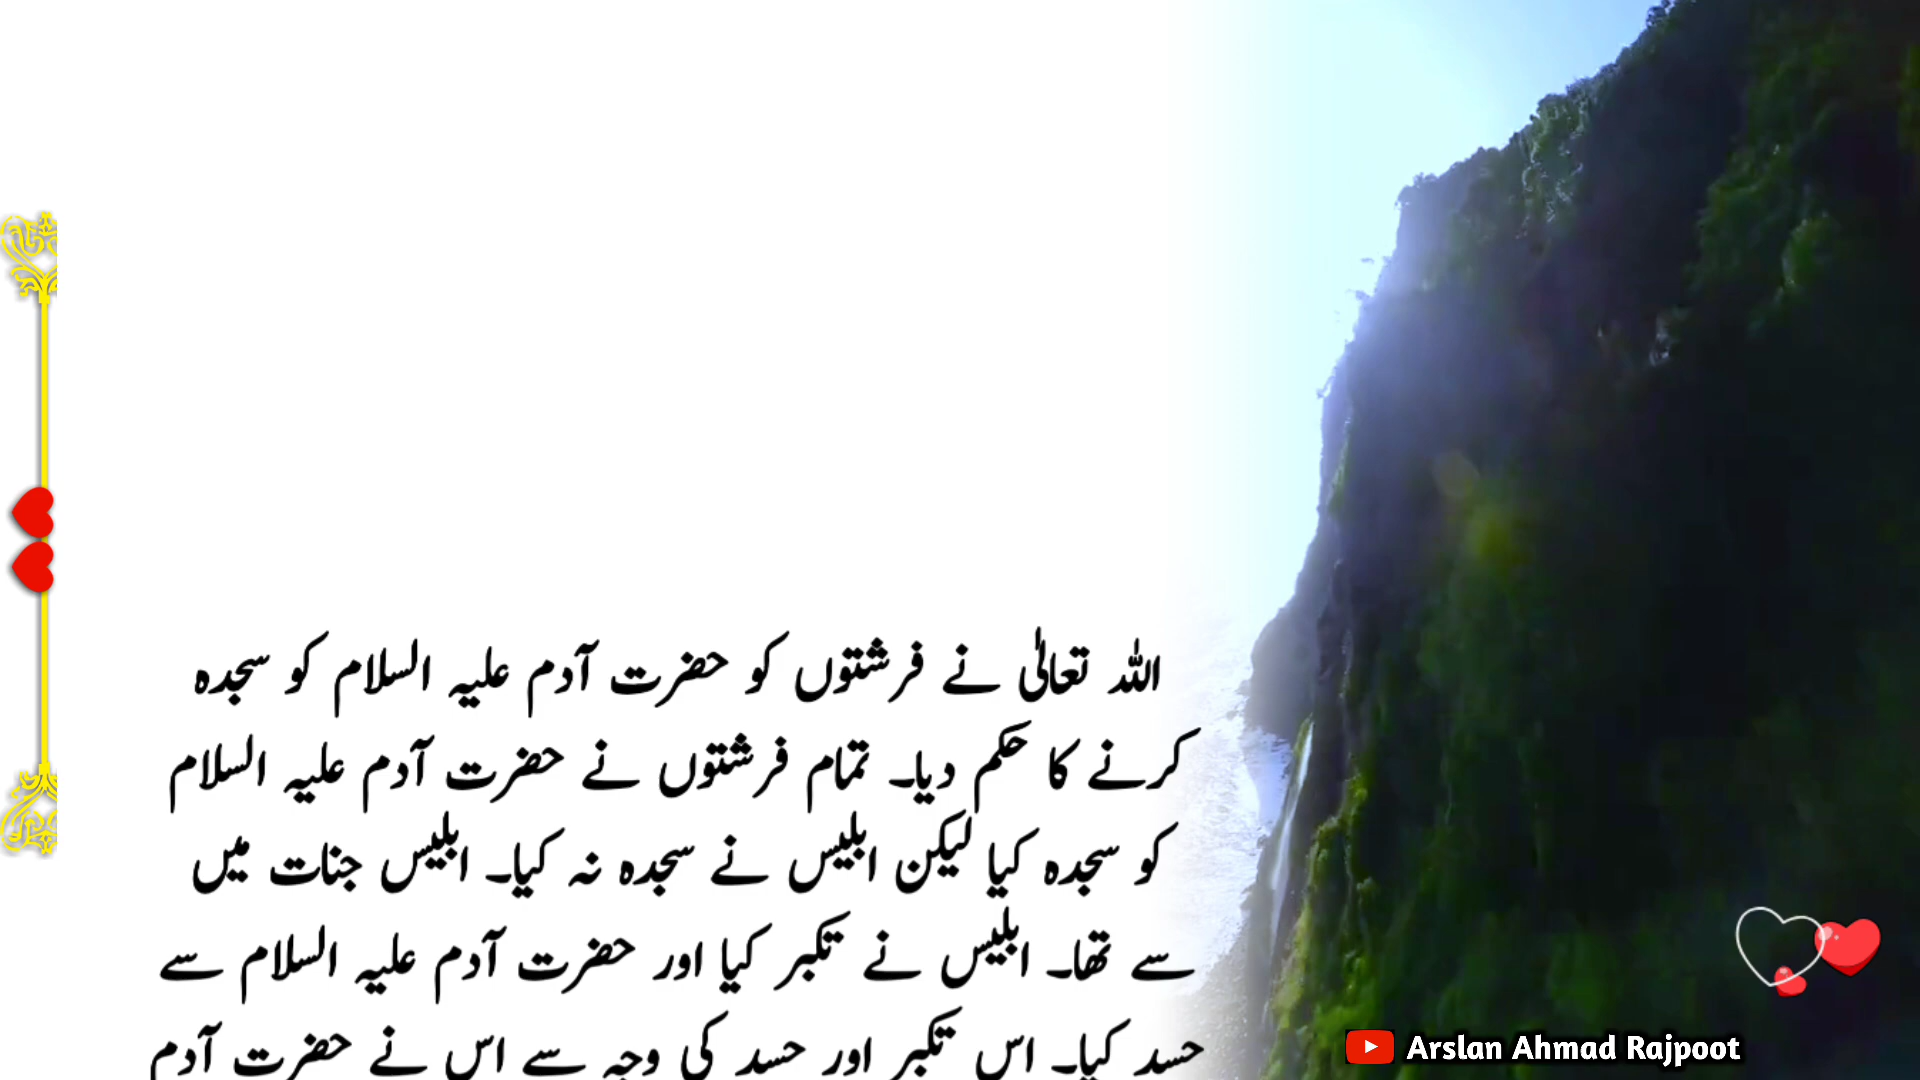 اللہ تعالیٰ نے فرشتوں کو حضرت آدم علیہ السلام کو سجدہ
کرنے کا حکم دیا۔ تمام فرشتوں نے حضرت آدم علیہ السلام
کو سجدہ کیا لیکن ابلیس نے سجدہ نہ کیا۔ ابلیس جنات میں
سے تھا۔ ابلیس نے تکبر کیا اور حضرت آدم علیہ السلام سے
حسد کیا۔ اس تکبر اور حسد کی وجہ سے اس نے حضرت آدم
Arslan Ahmad Rajpoot